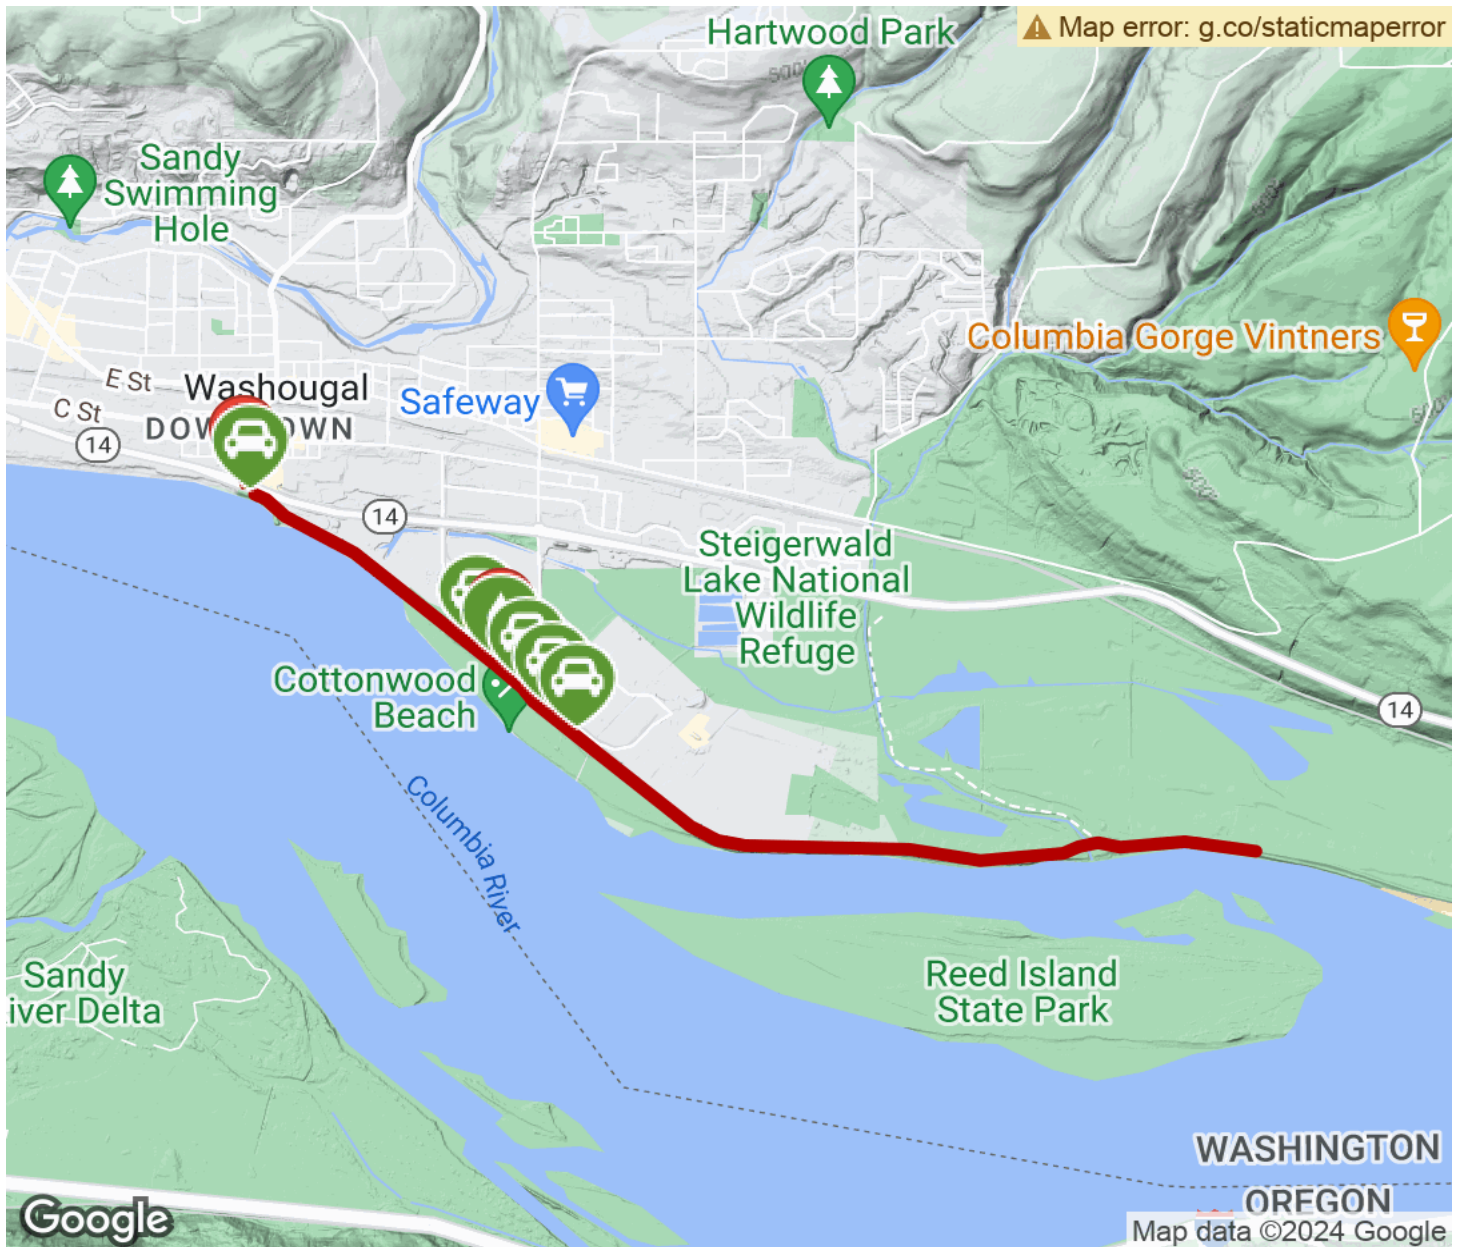 Hartwood Park
Map error: g.co/staticmaperror
500
Sandy
Swimming
Hole
Columbia Gorge Vintners
E St
Washougal
Safeway
C St
DOW OWN
14
14
Steigerwald
Lake National
Wildlife
Refuge
Cottonwood
Beach
14
Columbia River
Sandy
iver Delta
Reed Island
State Park
WASHINGTON
OREGON
Google
Map data ©2024 Google